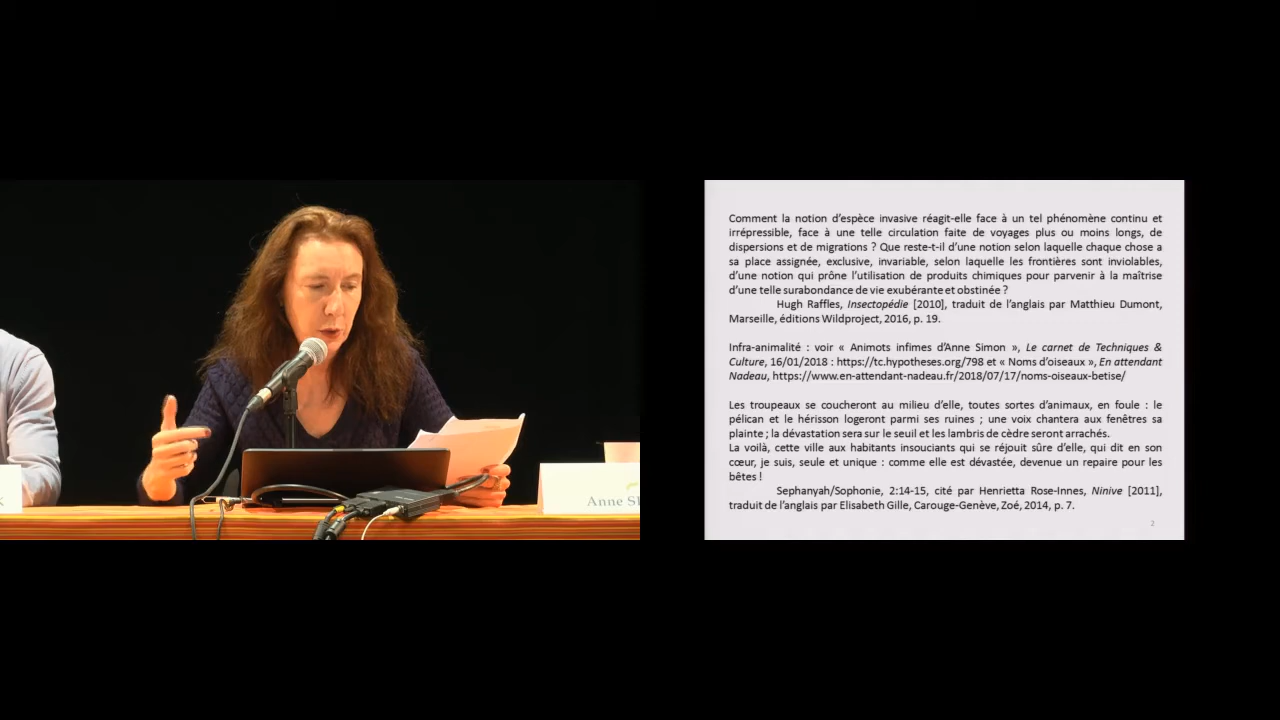 K
Anne SI
Comment la notion d'espèce invasive réagit-elle face à un tel phénomène continu et
irrépressible, face à une telle circulation faite de voyages plus ou moins longs, de
dispersions et de migrations ? Que reste-t-il d'une notion selon laquelle chaque chose a
sa place assignée, exclusive, invariable, selon laquelle les frontières sont inviolables,
d'une notion qui prône l'utilisation de produits chimiques pour parvenir à la maîtrise
d'une telle surabondance de vie exubérante et obstinée ?
Hugh Raffles, Insectopédie [2010], traduit de l'anglais par Matthieu Dumont,
Marseille, éditions Wildproject, 2016, p. 19.
Infra-animalité : voir « Animots infimes d'Anne Simon », Le carnet de Techniques &
Culture, 16/01/2018 : https://tc.hypotheses.org/798 et « Noms d'oiseaux », En attendant
Nadeau, https://www.en-attendant-nadeau.fr/2018/07/17/noms-oiseaux-betise/
Les troupeaux se coucheront au milieu d'elle, toutes sortes d'animaux, en foule : le
pélican et le hérisson logeront parmi ses ruines ; une voix chantera aux fenêtres sa
plainte ; la dévastation sera sur le seuil et les lambris de cèdre seront arrachés.
La voilà, cette ville aux habitants insouciants qui se réjouit sûre d'elle, qui dit en son
cœur, je suis, seule et unique : comme elle est dévastée, devenue un repaire pour les
bêtes !
Sephanyah/Sophonie, 2:14-15, cité par Henrietta Rose-Innes, Ninive [2011],
traduit de l'anglais par Elisabeth Gille, Carouge-Genève, Zoé, 2014, p. 7.
2